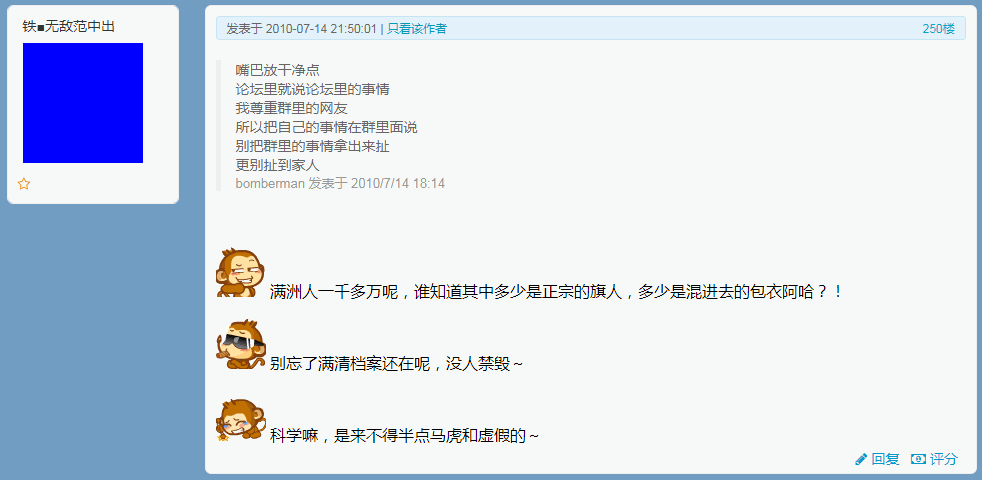 铁■无敌范中出
发表于 2010-07-14 21:50:01 | 只看该作者
250楼
嘴巴放干净点
论坛里就说论坛里的事情
我尊重群里的网友
所以把自己的事情在群里面说
别把群里的事情拿出来扯
更别扯到家人
bomberman 发表于 2010/7/14 18:14
满洲人一千多万呢，谁知道其中多少是正宗的旗人，多少是混进去的包衣阿哈？！
别忘了满清档案还在呢，没人禁毁～
科学嘛，是来不得半点马虎和虚假的～
回复 评分